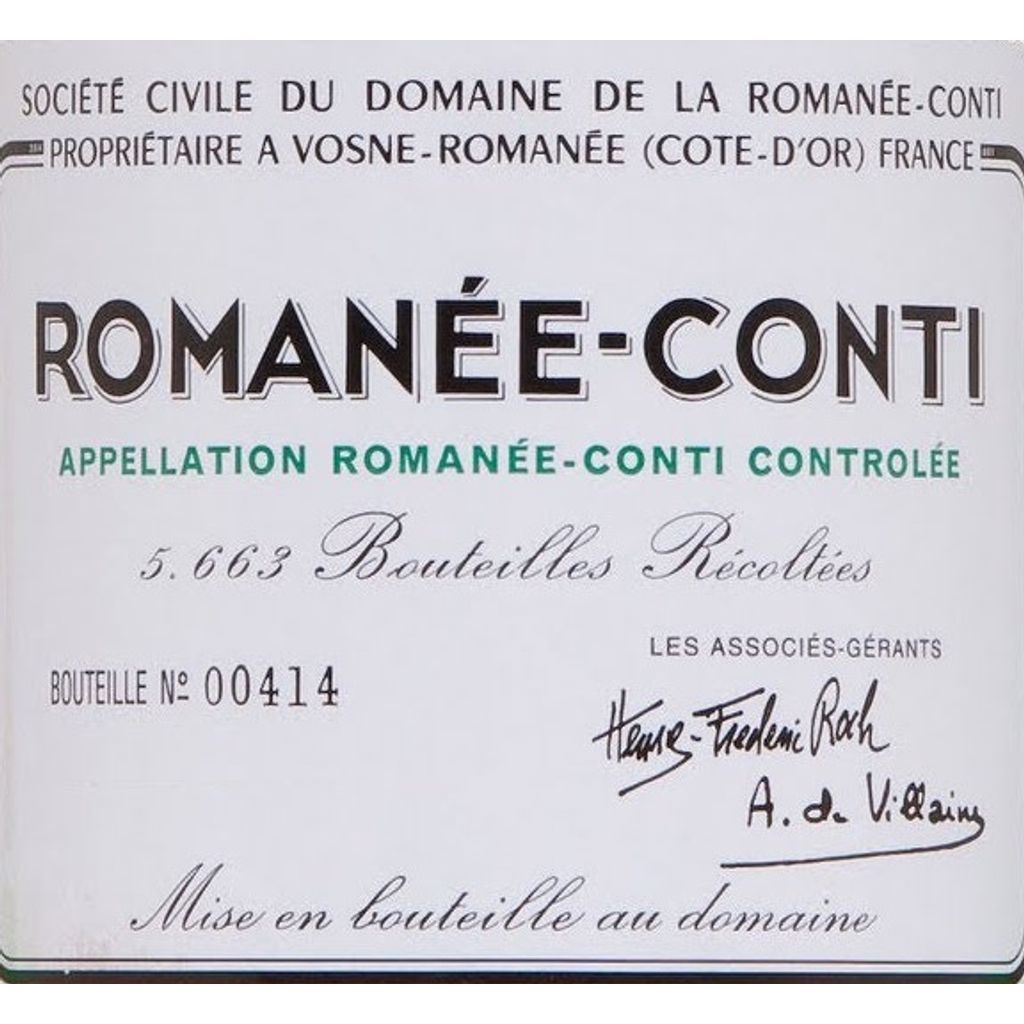 SOCIÉTÉ CIVILE DU DOMAINE DE LA ROMANÉE-CONTI
PROPRIÉTAIRE A VOSNE-ROMANÉE (COTE-D'OR) FRANCE
ROMANÉE-CONTI
APPELLATION ROMANÉE-CONTI CONTROLÉE
5.663 Bouteilles Récoltées
LES ASSOCIÉS-GÉRANTS
BOUTEILLE Nº 00414
Henry-Frédéric Roch
A. de Villaine
Mise en bouteille au domaine